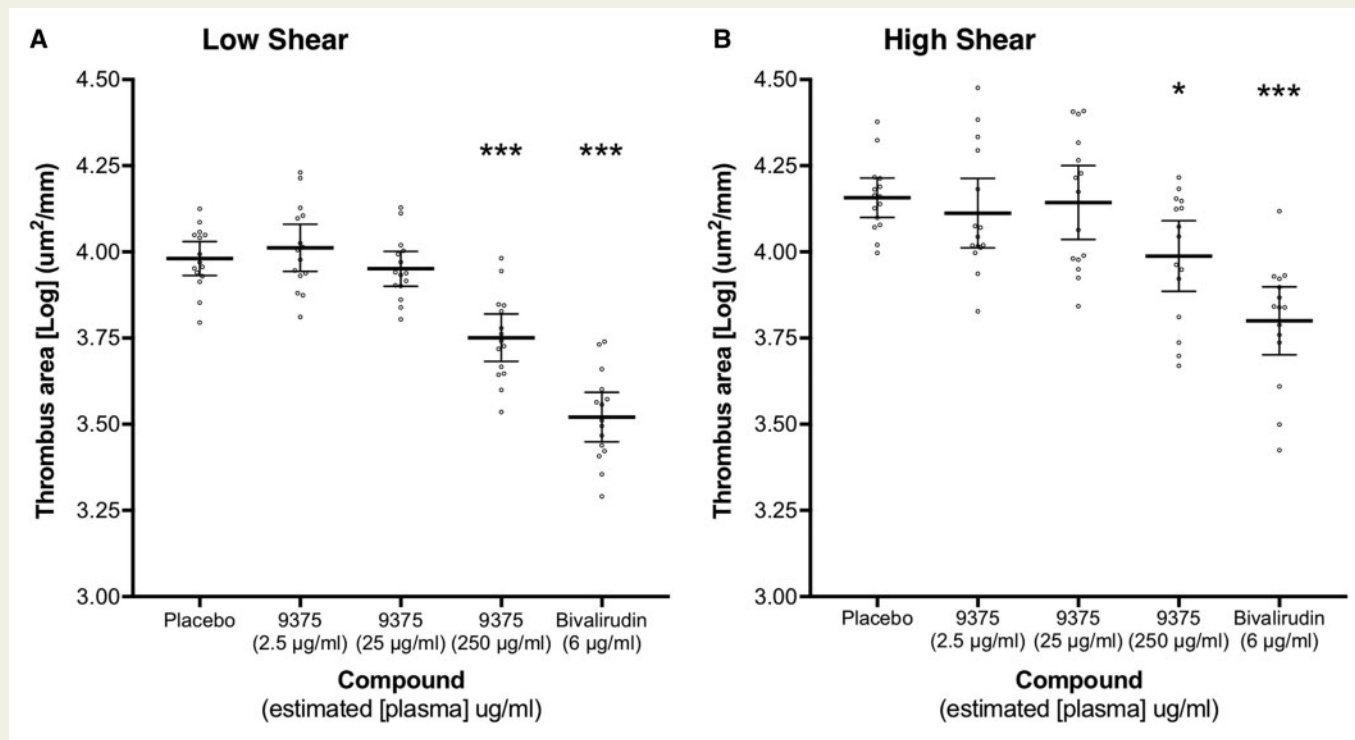 A
Low Shear
Thrombus area [Log] (um²/mm)
4.50
4.25
4.00
3.75
3.50
3.25
3.00
***
***
Placebo
9375
(2.5 µg/ml)
9375
(25 µg/ml)
9375
(250 µg/ml)
Bivalirudin
(6 µg/ml)
Compound
(estimated [plasma] ug/ml)
B
High Shear
Thrombus area [Log] (um²/mm)
4.50
4.25
4.00
3.75
3.50
3.25
3.00
*
***
Placebo
9375
(2.5 µg/ml)
9375
(25 µg/ml)
9375
(250 µg/ml)
Bivalirudin
(6 µg/ml)
Compound
(estimated [plasma] ug/ml)